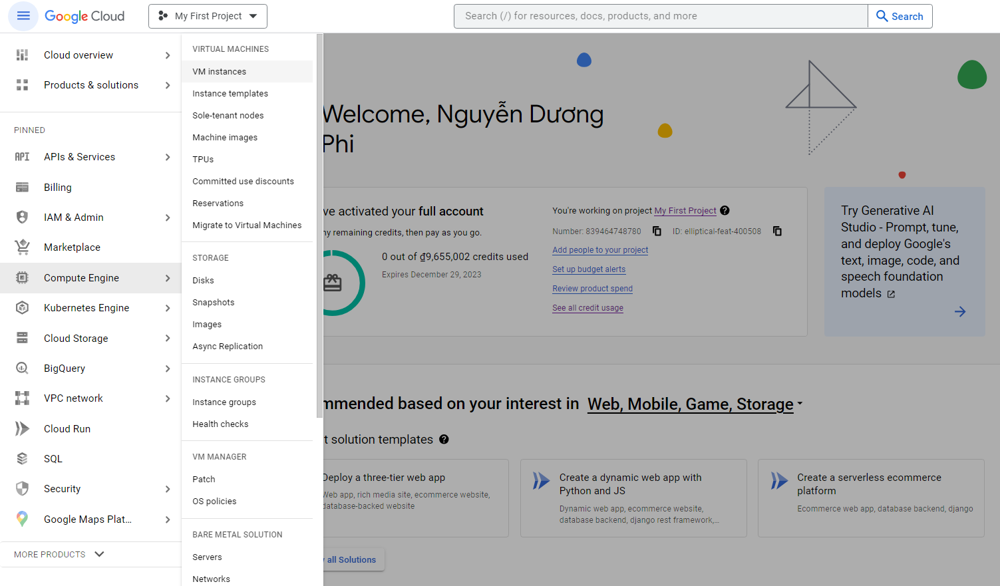 Google Cloud
My First Project
Search (/) for resources, docs, products, and more
Search
Cloud overview
Products & solutions
PINNED
API APIs & Services
Billing
IAM & Admin
Marketplace
Compute Engine
Kubernetes Engine
Cloud Storage
BigQuery
VPC network
Cloud Run
SQL
Security
Google Maps Plat...
MORE PRODUCTS
VIRTUAL MACHINES
VM instances
Instance templates
Sole-tenant nodes
Machine images
TPUs
Committed use discounts
Reservations
Migrate to Virtual Machines
STORAGE
Disks
Snapshots
Images
Async Replication
INSTANCE GROUPS
Instance groups
Health checks
VM MANAGER
Patch
OS policies
BARE METAL SOLUTION
Servers
Networks
Welcome, Nguyễn Dương
Phi
ve activated your full account
ny remaining credits, then pay as you go.
0 out of ₫9,655,002 credits used
Expires December 29, 2023
You're working on project My First Project
Number: 839464748780
ID: elliptical-feat-400508
Add people to your project
Set up budget alerts
Review product spend
See all credit usage
Try Generative AI
Studio - Prompt, tune,
and deploy Google's
text, image, code, and
speech foundation
models
mmended based on your interest in Web, Mobile, Game, Storage
t solution templates
Deploy a three-tier web app
Web app, rich media site, ecommerce website,
database-backed website
Create a dynamic web app with
Python and JS
Dynamic web app, ecommerce website,
database backend, django rest framework,...
Create a serverless ecommerce
platform
Ecommerce web app, database backend, django
all Solutions